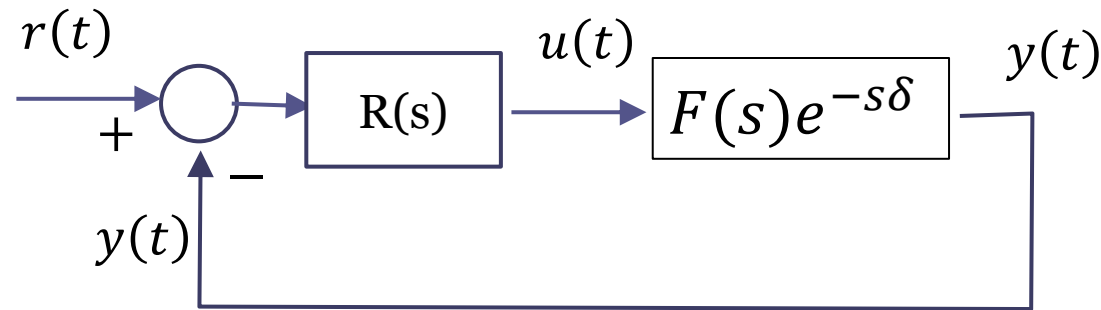 r(t)
u(t)
y(t)
+
R(s)
F(s)e^{-sδ}
−
y(t)